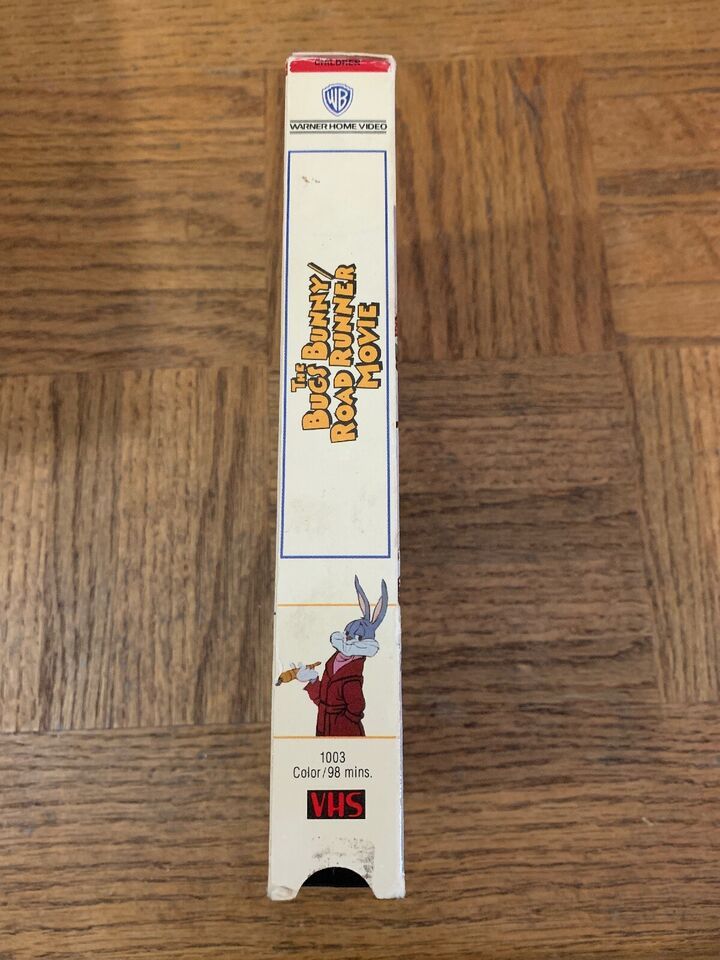 CHILDREN
WB
WARNER HOME VIDEO
THE
BUGS BUNNY/
ROAD RUNNER
MOVIE
1003
Color/98 mins.
VHS